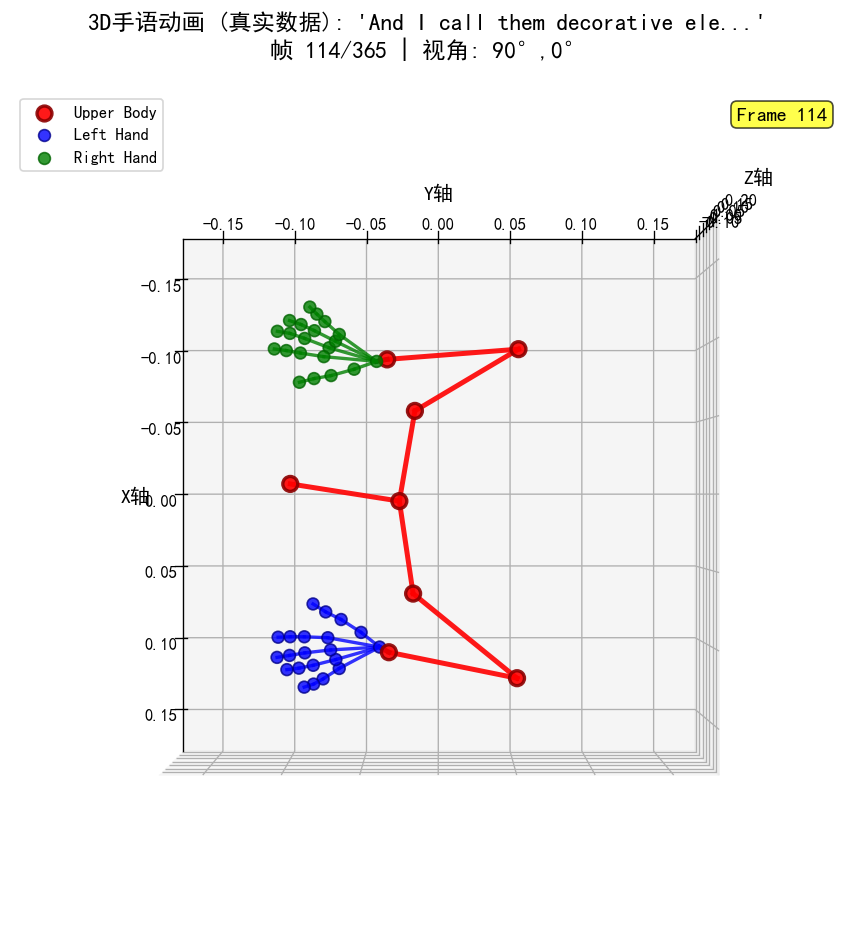 3D手语动画 (真实数据): 'And I call them decorative ele...'
帧 114/365 | 视角: 90°,0°
Upper Body
Left Hand
Right Hand
Frame 114
Z轴
Y轴
-0.15
-0.10
-0.05
0.00
0.05
0.10
0.15
-0.15
-0.10
-0.05
X轴
0.00
0.05
0.10
0.15